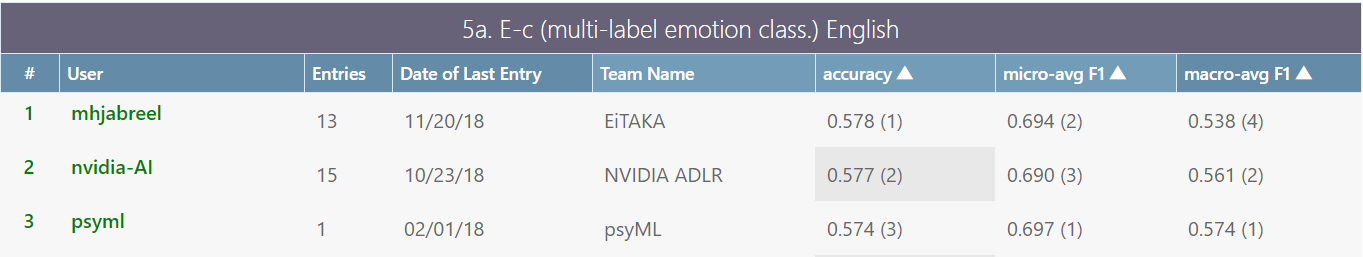 5a. E-c (multi-label emotion class.) English
# User Entries Date of Last Entry Team Name accuracy ▲ micro-avg F1 ▲ macro-avg F1 ▲
1 mhjabreel 13 11/20/18 EiTAKA 0.578 (1) 0.694 (2) 0.538 (4)
2 nvidia-AI 15 10/23/18 NVIDIA ADLR 0.577 (2) 0.690 (3) 0.561 (2)
3 psyml 1 02/01/18 psyML 0.574 (3) 0.697 (1) 0.574 (1)